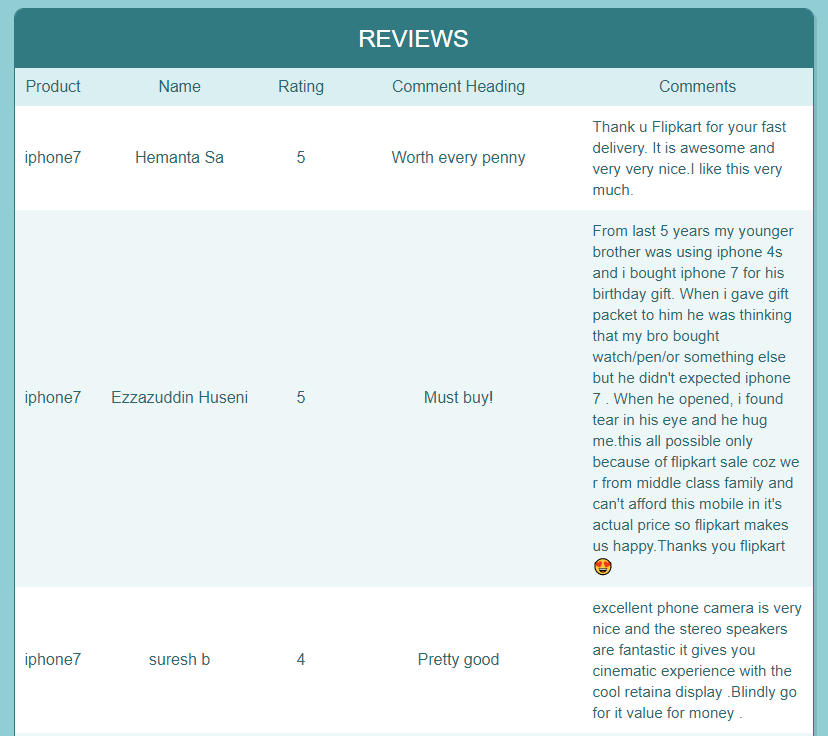 REVIEWS
Product Name Rating Comment Heading Comments
iphone7 Hemanta Sa 5 Worth every penny
Thank u Flipkart for your fast
delivery. It is awesome and
very very nice.I like this very
much.
iphone7 Ezzazuddin Huseni 5 Must buy!
From last 5 years my younger
brother was using iphone 4s
and i bought iphone 7 for his
birthday gift. When i gave gift
packet to him he was thinking
that my bro bought
watch/pen/or something else
but he didn't expected iphone
7 . When he opened, i found
tear in his eye and he hug
me.this all possible only
because of flipkart sale coz we
r from middle class family and
can't afford this mobile in it's
actual price so flipkart makes
us happy.Thanks you flipkart
😍
iphone7 suresh b 4 Pretty good
excellent phone camera is very
nice and the stereo speakers
are fantastic it gives you
cinematic experience with the
cool retaina display .Blindly go
for it value for money .